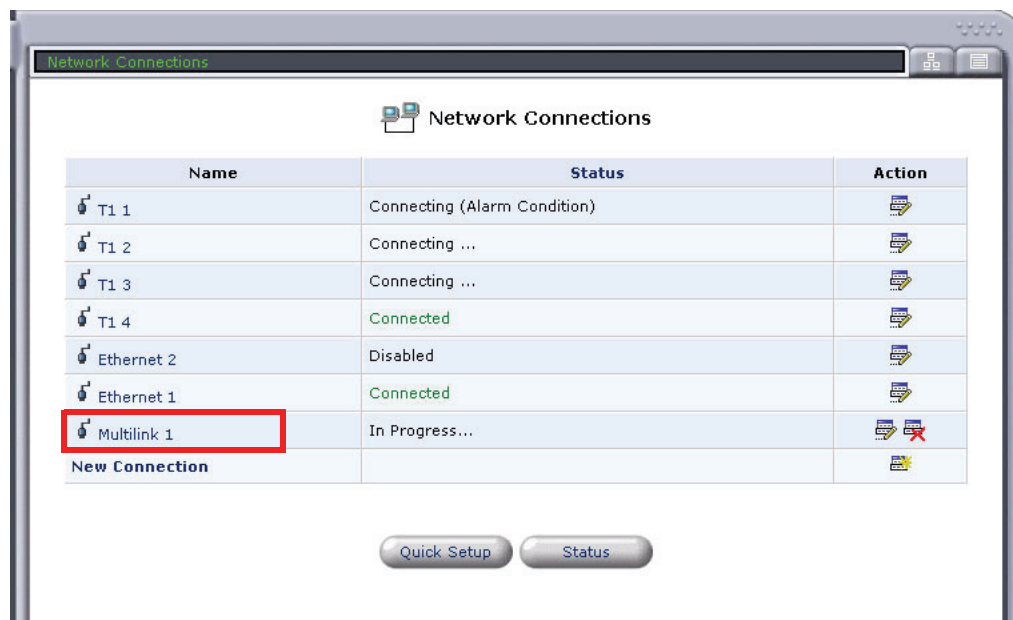 Network Connections
Network Connections
Name Status Action
T1 1 Connecting (Alarm Condition)
T1 2 Connecting ...
T1 3 Connecting ...
T1 4 Connected
Ethernet 2 Disabled
Ethernet 1 Connected
Multilink 1 In Progress...
New Connection
Quick Setup Status